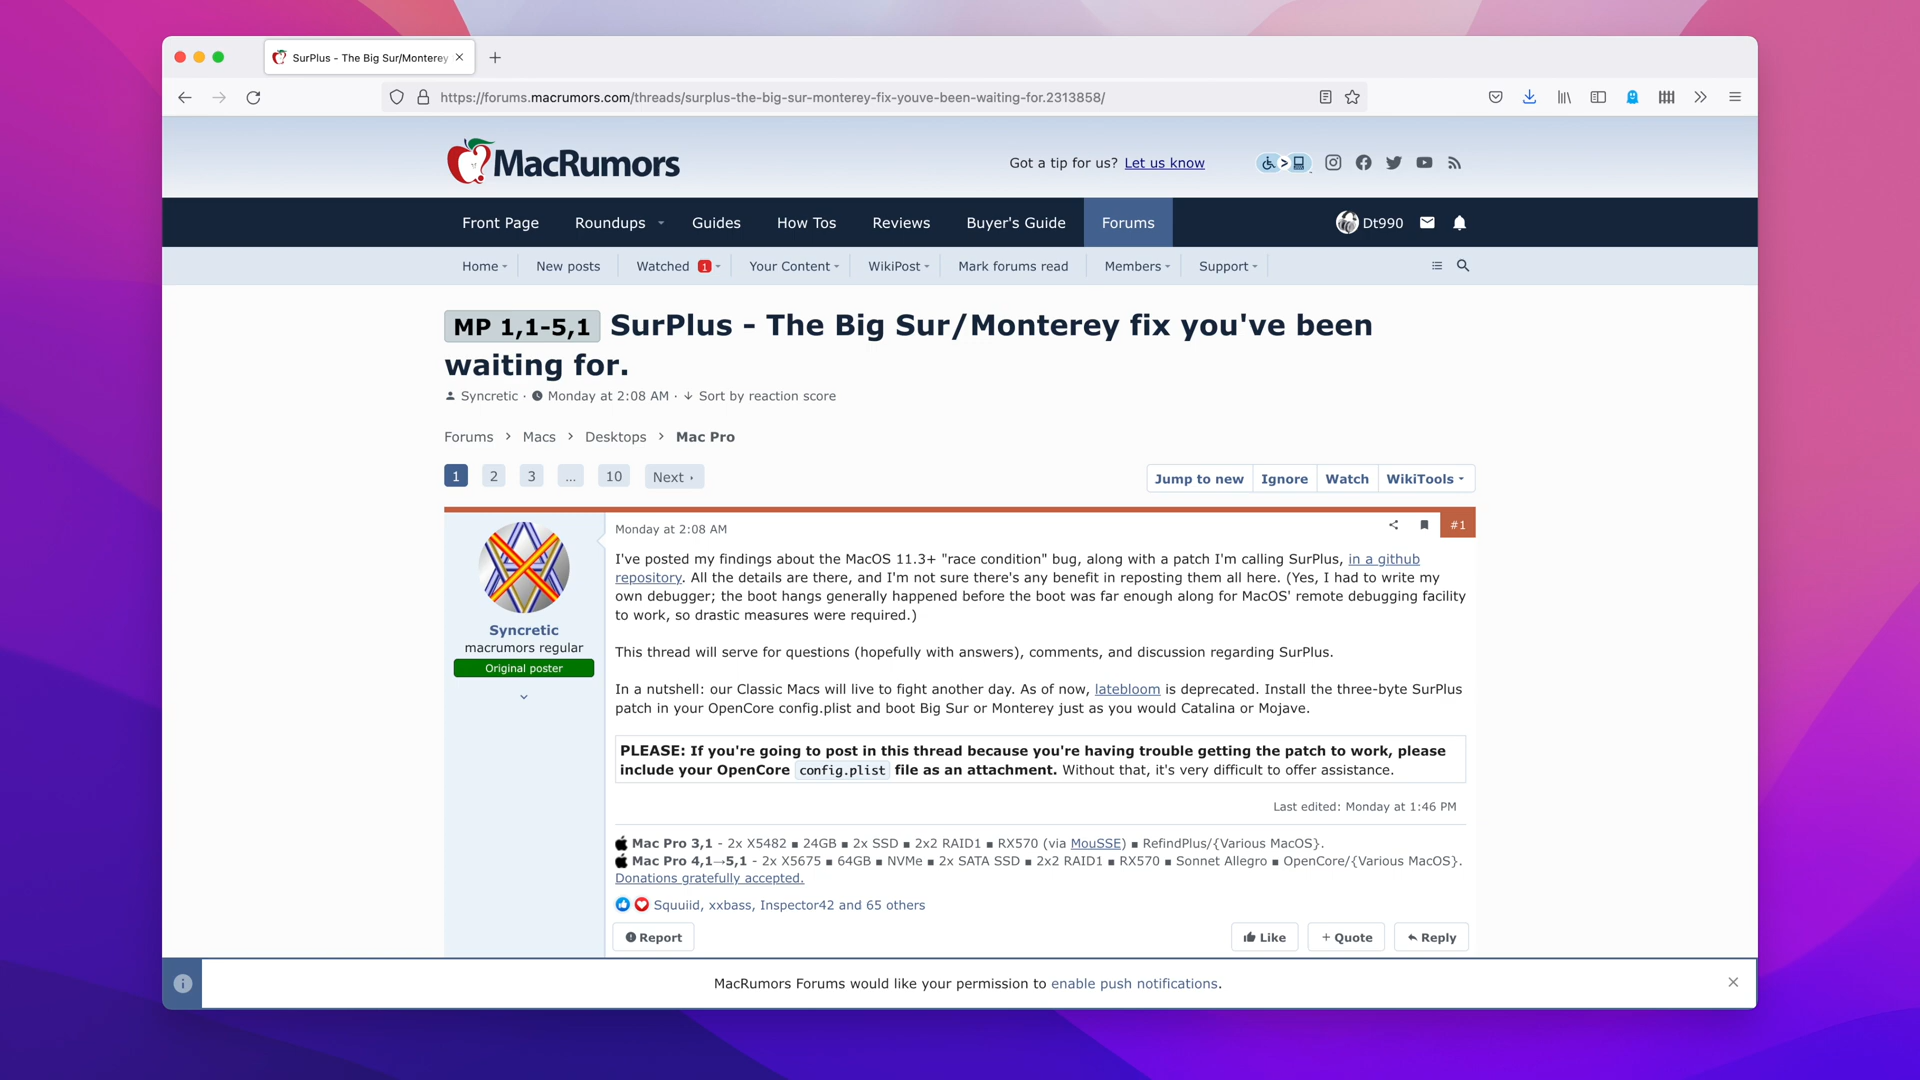 SurPlus - The Big Sur/Monterey
https://forums.macrumors.com/threads/surplus-the-big-sur-monterey-fix-youve-been-waiting-for.2313858/
MacRumors
Got a tip for us? Let us know
Front Page Roundups Guides How Tos Reviews Buyer's Guide Forums Dt990
Home New posts Watched 1 Your Content WikiPost Mark forums read Members Support
MP 1,1-5,1 SurPlus - The Big Sur/Monterey fix you've been
waiting for.
Syncretic · Monday at 2:08 AM · ↓ Sort by reaction score
Forums > Macs > Desktops > Mac Pro
1 2 3 ... 10 Next
Jump to new Ignore Watch WikiTools
Monday at 2:08 AM
#1
I've posted my findings about the MacOS 11.3+ "race condition" bug, along with a patch I'm calling SurPlus, in a github
repository. All the details are there, and I'm not sure there's any benefit in reposting them all here. (Yes, I had to write my
own debugger; the boot hangs generally happened before the boot was far enough along for MacOS' remote debugging facility
to work, so drastic measures were required.)
Syncretic
macrumors regular
Original poster
This thread will serve for questions (hopefully with answers), comments, and discussion regarding SurPlus.
In a nutshell: our Classic Macs will live to fight another day. As of now, latebloom is deprecated. Install the three-byte SurPlus
patch in your OpenCore config.plist and boot Big Sur or Monterey just as you would Catalina or Mojave.
PLEASE: If you're going to post in this thread because you're having trouble getting the patch to work, please
include your OpenCore config.plist file as an attachment. Without that, it's very difficult to offer assistance.
Last edited: Monday at 1:46 PM
Mac Pro 3,1 - 2x X5482 ▪ 24GB ▪ 2x SSD ▪ 2x2 RAID1 ▪ RX570 (via MouSSE) ▪ RefindPlus/{Various MacOS}.
Mac Pro 4,1→5,1 - 2x X5675 ▪ 64GB ▪ NVMe ▪ 2x SATA SSD ▪ 2x2 RAID1 ▪ RX570 ▪ Sonnet Allegro ▪ OpenCore/{Various MacOS}.
Donations gratefully accepted.
Squuiid, xxbass, Inspector42 and 65 others
Report
Like + Quote Reply
MacRumors Forums would like your permission to enable push notifications.